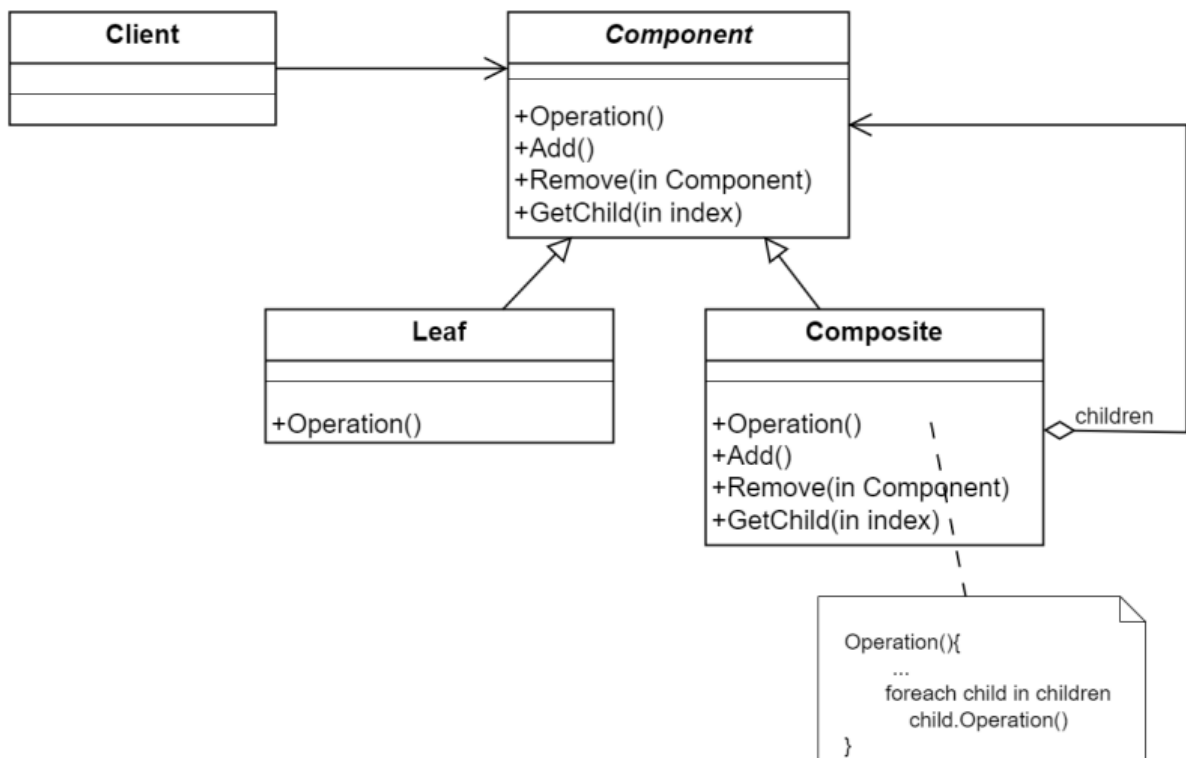 Client
Component
+Operation()
+Add()
+Remove(in Component)
+GetChild(in index)
Leaf
+Operation()
Composite
+Operation()
+Add()
+Remove(in Component)
+GetChild(in index)
children
Operation(){
...
foreach child in children
child.Operation()
}